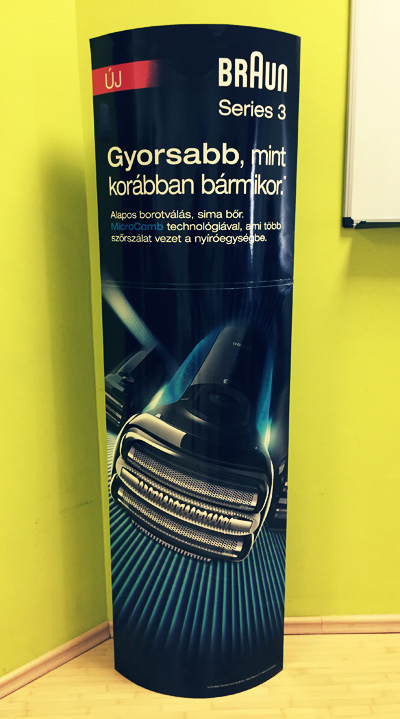 ÚJ
BRAUN
Series 3
Gyorsabb, mint
korábban bármikor.*
Alapos borotválás, sima bőr.
MicroComb technológiával, ami több
szőrszálat vezet a nyíróegységbe.